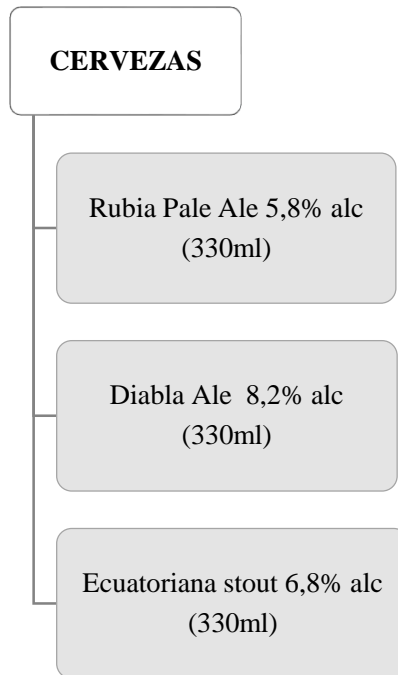 CERVEZAS
Rubia Pale Ale 5,8% alc
(330ml)
Diabla Ale  8,2% alc
(330ml)
Ecuatoriana stout 6,8% alc
(330ml)